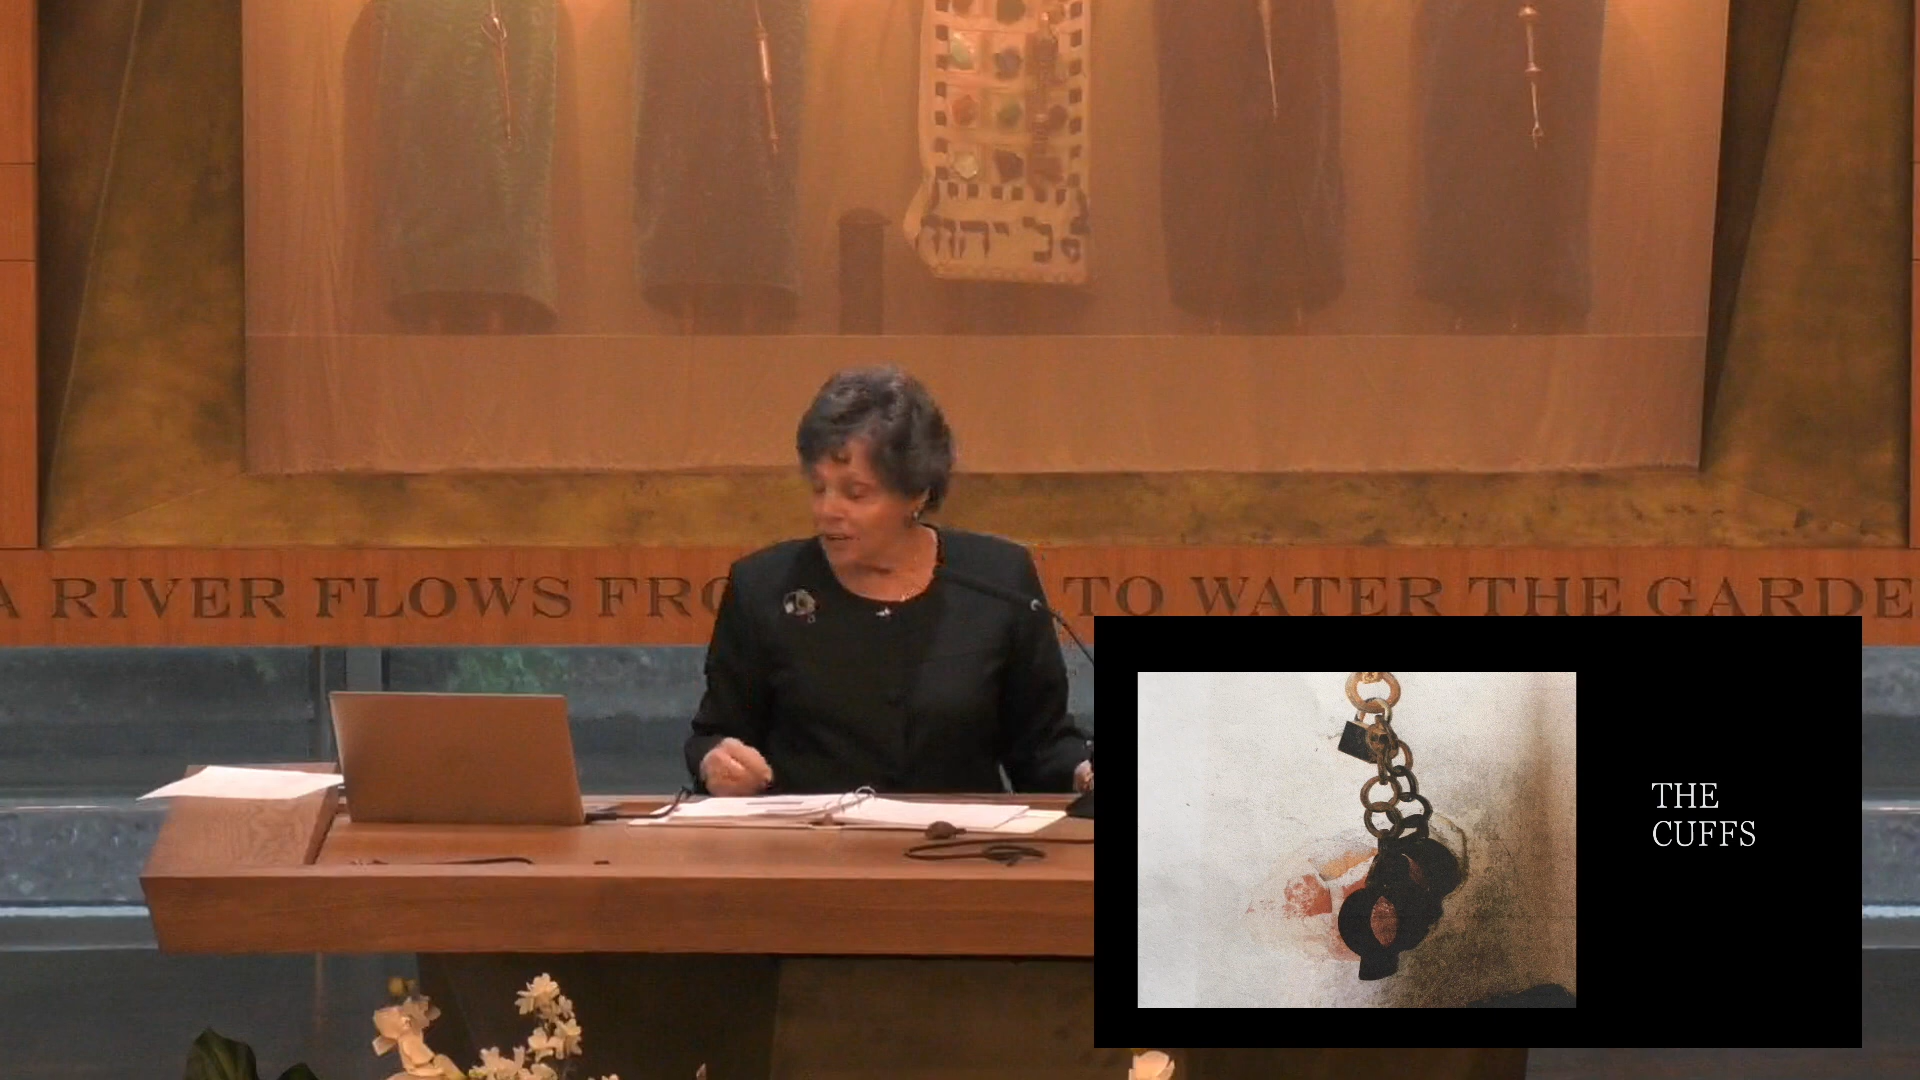 A RIVER FLOWS FRO TO WATER THE GARDE
THE
CUFFS